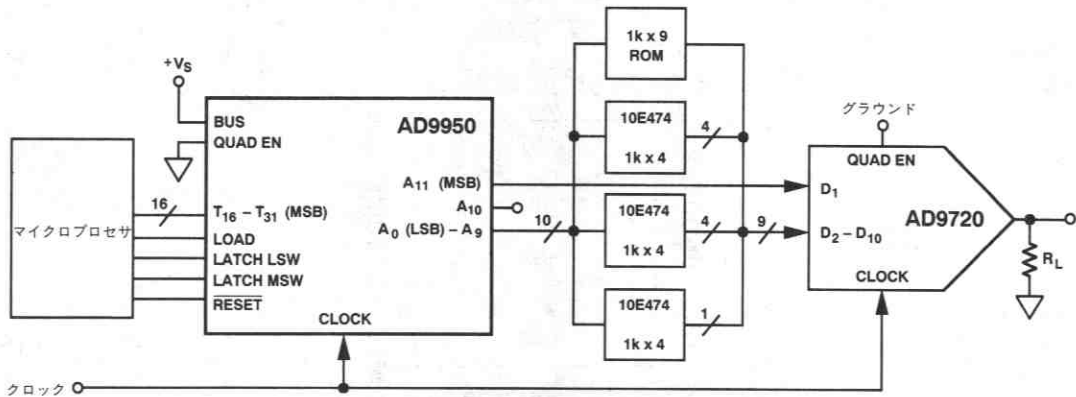 1k x 9
ROM
+VS
グラウンド
AD9950
BUS
QUAD EN
10E474
4
1k x 4
QUAD EN
A11 (MSB)
D1
16
T16 – T31 (MSB)
A10
AD9720
マイクロプロセサ
A0 (LSB) – A9
10
10E474
4
9
D2 – D10
1k x 4
LOAD
LATCH LSW
RL
LATCH MSW
CLOCK
RESET
10E474
1
CLOCK
1k x 4
クロック